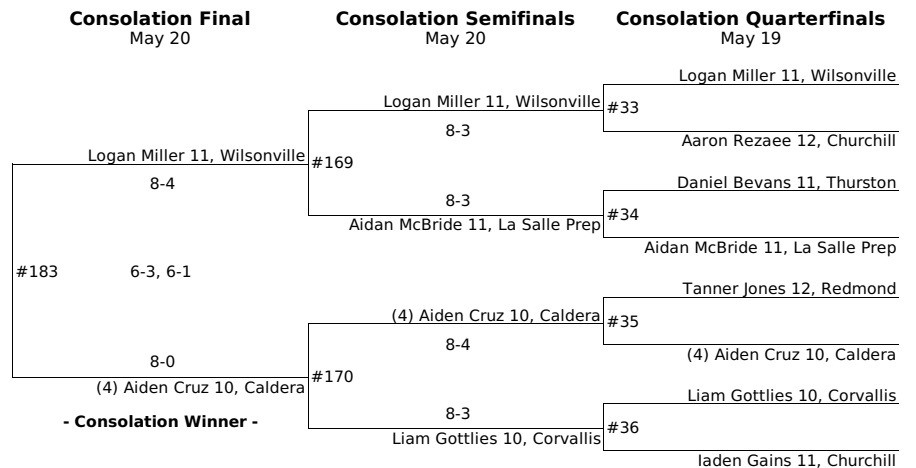 Consolation Final
May 20
Consolation Semifinals
May 20
Consolation Quarterfinals
May 19
Logan Miller 11, Wilsonville
#33
Aaron Rezaee 12, Churchill
Logan Miller 11, Wilsonville
8-3
#169
8-3
Aidan McBride 11, La Salle Prep
Daniel Bevans 11, Thurston
#34
Aidan McBride 11, La Salle Prep
Logan Miller 11, Wilsonville
8-4
#183
6-3, 6-1
8-0
(4) Aiden Cruz 10, Caldera
- Consolation Winner -
Tanner Jones 12, Redmond
#35
(4) Aiden Cruz 10, Caldera
(4) Aiden Cruz 10, Caldera
8-4
#170
8-3
Liam Gottlies 10, Corvallis
Liam Gottlies 10, Corvallis
#36
Jaden Gains 11, Churchill